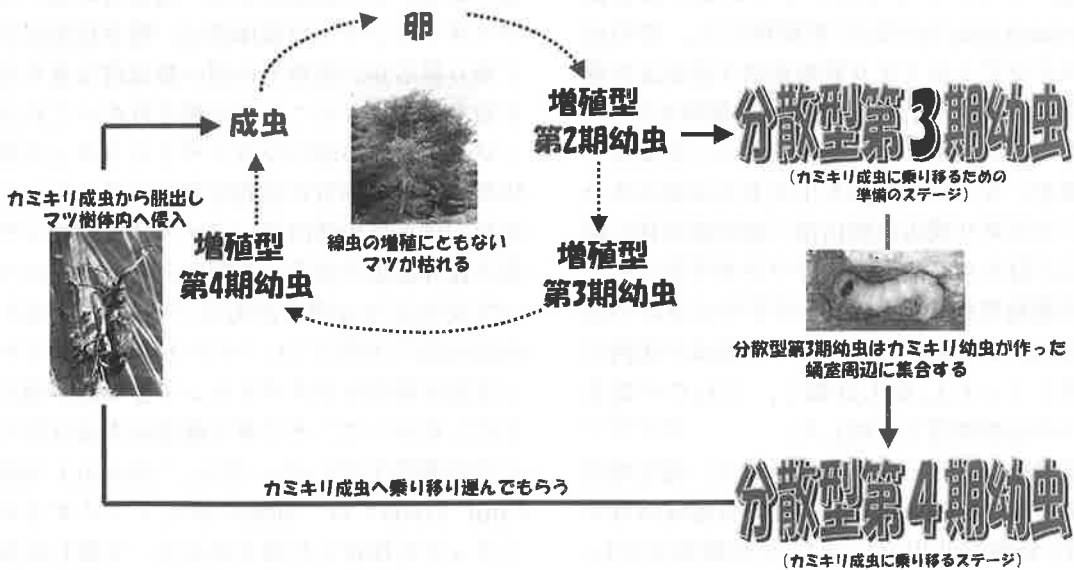 卵
成虫
増殖型
第2期幼虫
分散型第3期幼虫
(カミキリ成虫に乗り移るための
準備のステージ)
カミキリ成虫から脱出し
マツ樹体内へ侵入
増殖型
第4期幼虫
線虫の増殖にともない
マツが枯れる
増殖型
第3期幼虫
分散型第3期幼虫はカミキリ幼虫が作った
蛹室周辺に集合する
カミキリ成虫へ乗り移り運んでもらう
分散型第4期幼虫
(カミキリ成虫に乗り移るステージ)